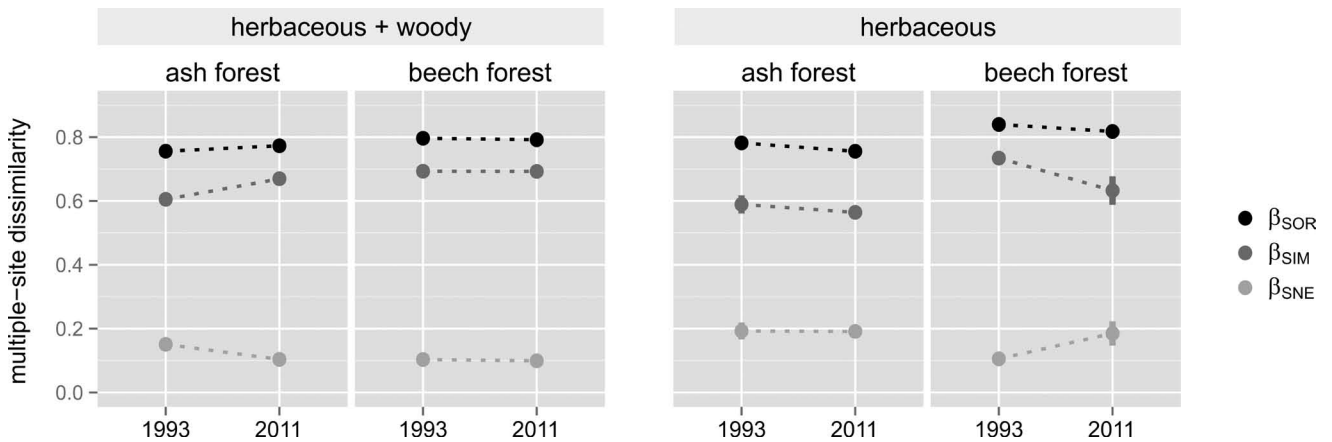 herbaceous + woody
herbaceous
ash forest
beech forest
ash forest
beech forest
multiple−site dissimilarity
0.8
0.6
0.4
0.2
0.0
1993
2011
1993
2011
1993
2011
1993
2011
βSOR
βSIM
βSNE